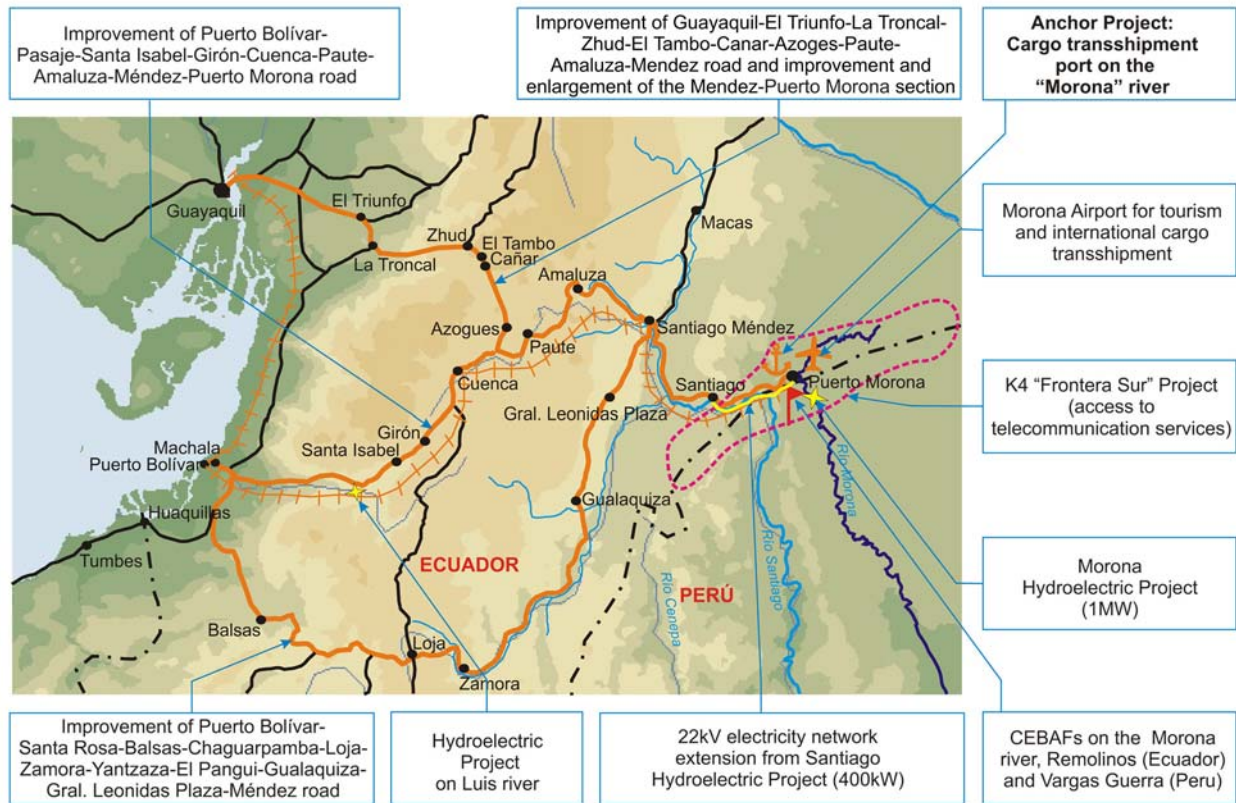 Improvement of Puerto Bolívar-
Pasaje-Santa Isabel-Girón-Cuenca-Paute-
Amaluza-Méndez-Puerto Morona road
Improvement of Guayaquil-El Triunfo-La Troncal-
Zhud-El Tambo-Canar-Azoges-Paute-
Amaluza-Mendez road and improvement and
enlargement of the Mendez-Puerto Morona section
Anchor Project:
Cargo transshipment
port on the
“Morona” river
Morona Airport for tourism
and international cargo
transshipment
K4 “Frontera Sur” Project
(access to
telecommunication services)
Morona
Hydroelectric Project
(1MW)
CEBAFs on the Morona
river, Remolinos (Ecuador)
and Vargas Guerra (Peru)
22kV electricity network
extension from Santiago
Hydroelectric Project (400kW)
Hydroelectric
Project
on Luis river
Improvement of Puerto Bolívar-
Santa Rosa-Balsas-Chaguarpamba-Loja-
Zamora-Yantzaza-El Pangui-Gualaquiza-
Gral. Leonidas Plaza-Méndez road
Guayaquil
El Triunfo
La Troncal
Zhud
El Tambo
Cañar
Macas
Amaluza
Azogues
Paute
Santiago Méndez
Cuenca
Santiago
Puerto Morona
Gral. Leonidas Plaza
Girón
Santa Isabel
Machala
Puerto Bolívar
Huaquillas
Gualaquiza
Río Morona
Tumbes
ECUADOR
PERÚ
Río Santiago
Río Cenepa
Balsas
Loja
Zamora